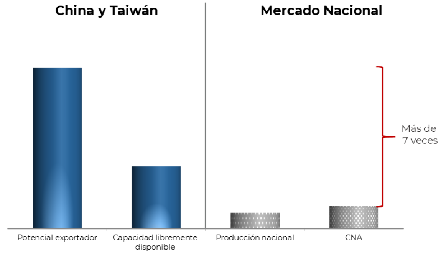 China y Taiwán
Mercado Nacional
Más de
7 veces
Potencial exportador
Capacidad libremente
disponible
Producción nacional
CNA